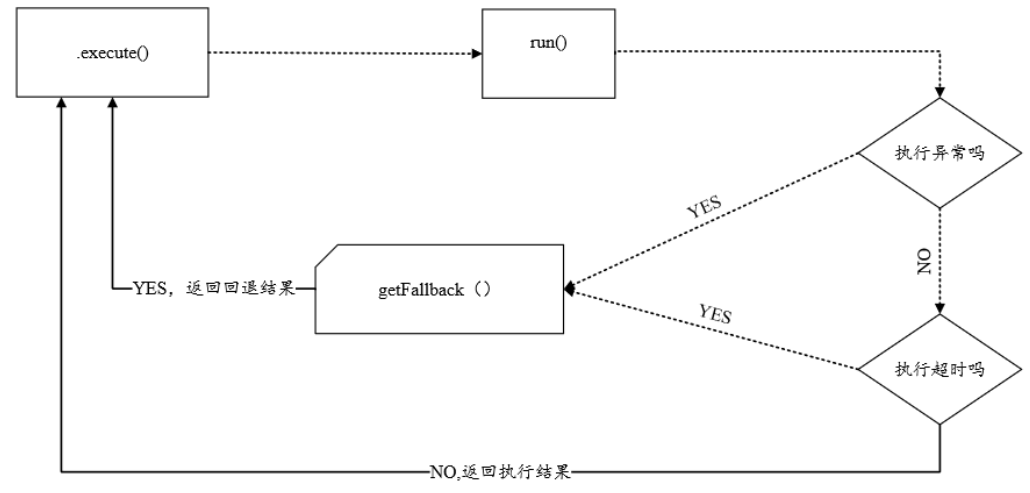 .execute()
run()
执行异常吗
YES
NO
YES，返回回退结果
getFallback（）
YES
执行超时吗
NO,返回执行结果